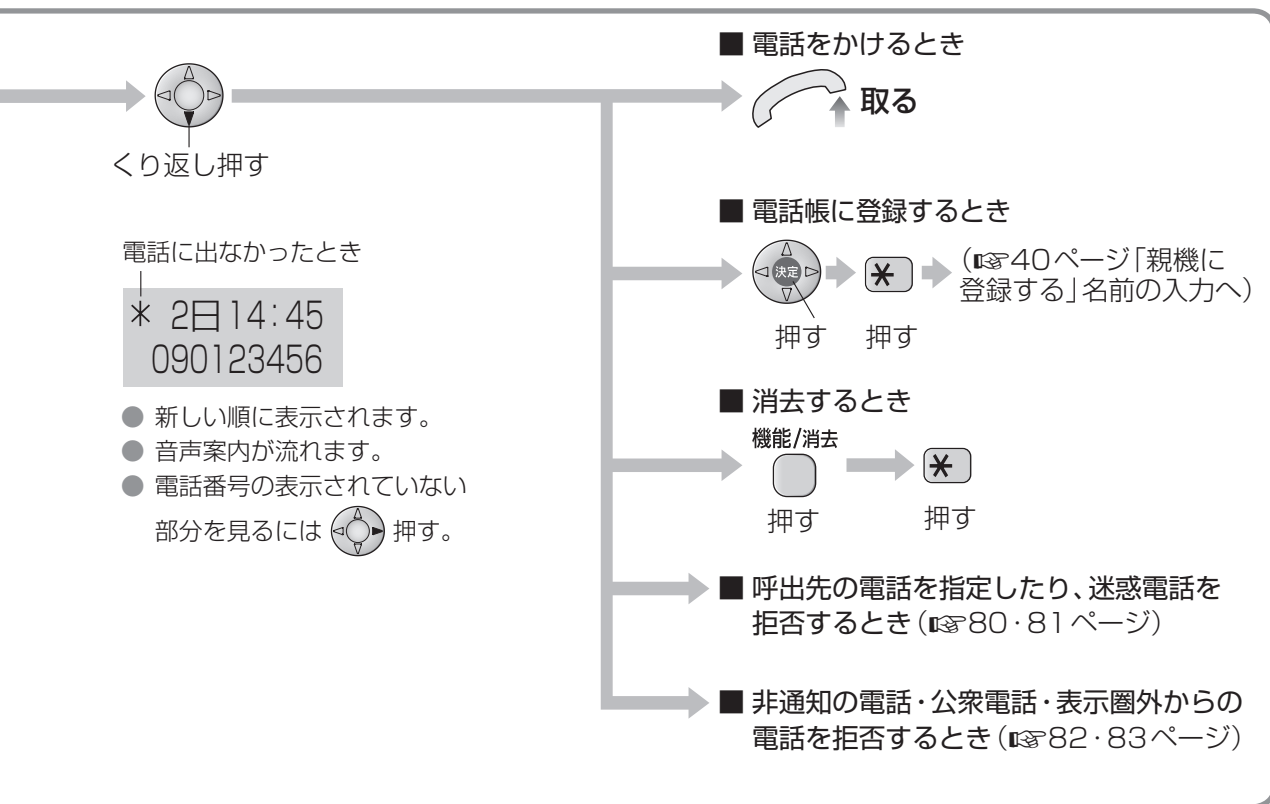 くり返し押す
電話に出なかったとき
* 2日14:45
090123456
● 新しい順に表示されます。
● 音声案内が流れます。
● 電話番号の表示されていない
部分を見るには 押す。
■ 電話をかけるとき
取る
■ 電話帳に登録するとき
決定
*
(☞40ページ「親機に
登録する」名前の入力へ)
押す 押す
■ 消去するとき
機能/消去
*
押す 押す
■ 呼出先の電話を指定したり、迷惑電話を
拒否するとき(☞80·81ページ)
■ 非通知の電話・公衆電話・表示圏外からの
電話を拒否するとき(☞82·83ページ)